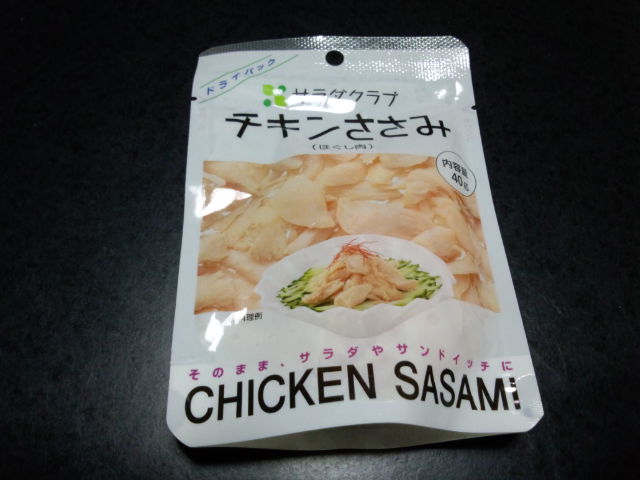 ドライパック
サラダクラブ
チキンささみ
(ほぐし肉)
内容量
40g
料理例
そのまま、サラダやサンドイッチに
CHICKEN SASAMI